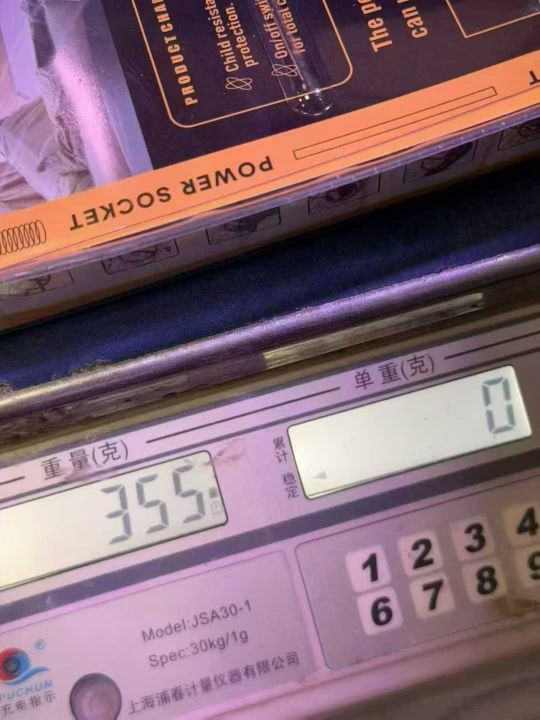 PRODUCT CHA
Child resista
protection.
On/off swi
for total c
The p
Can
POWER SOCKET
重量(克)
单重(克)
355
0
累计
稳定
1 2 3 4
6 7 8 9
Model:JSA30-1
Spec:30kg/1g
上海浦春计量仪器有限公司
®
PUCHUN
充电指示